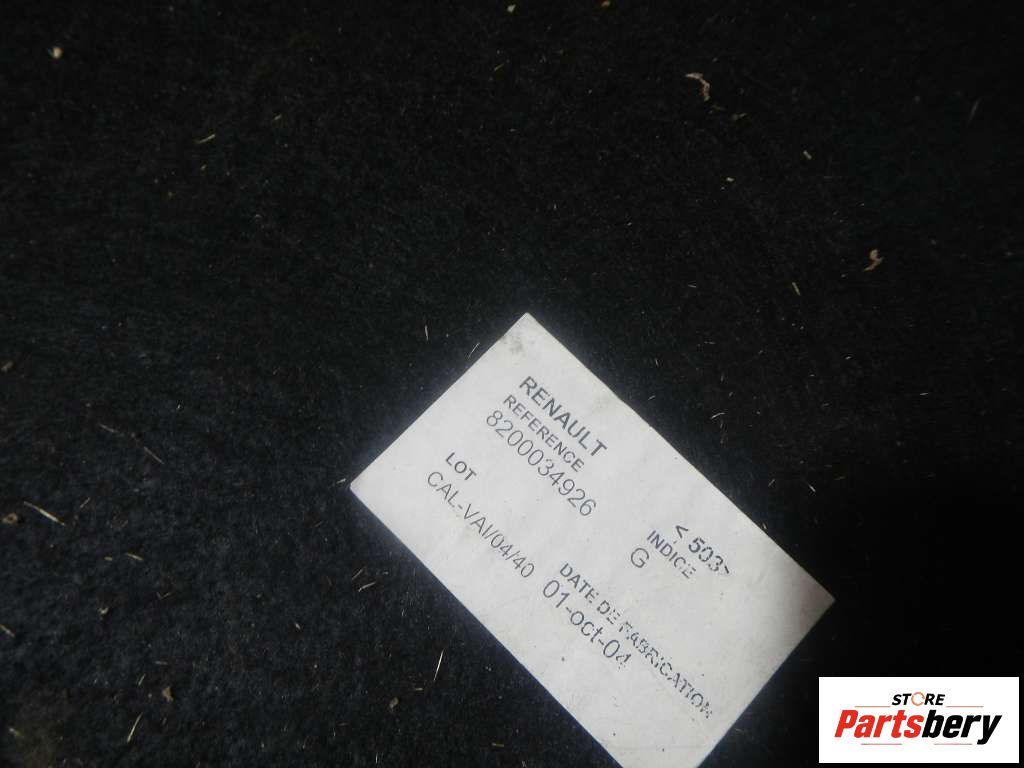 RENAULT
REFERENCE
8200034926
< 503>
INDICE
G
LOT
CAL-VAI/04/40
DATE DE FABRICATION
01-oct-04
STORE
Partsbery